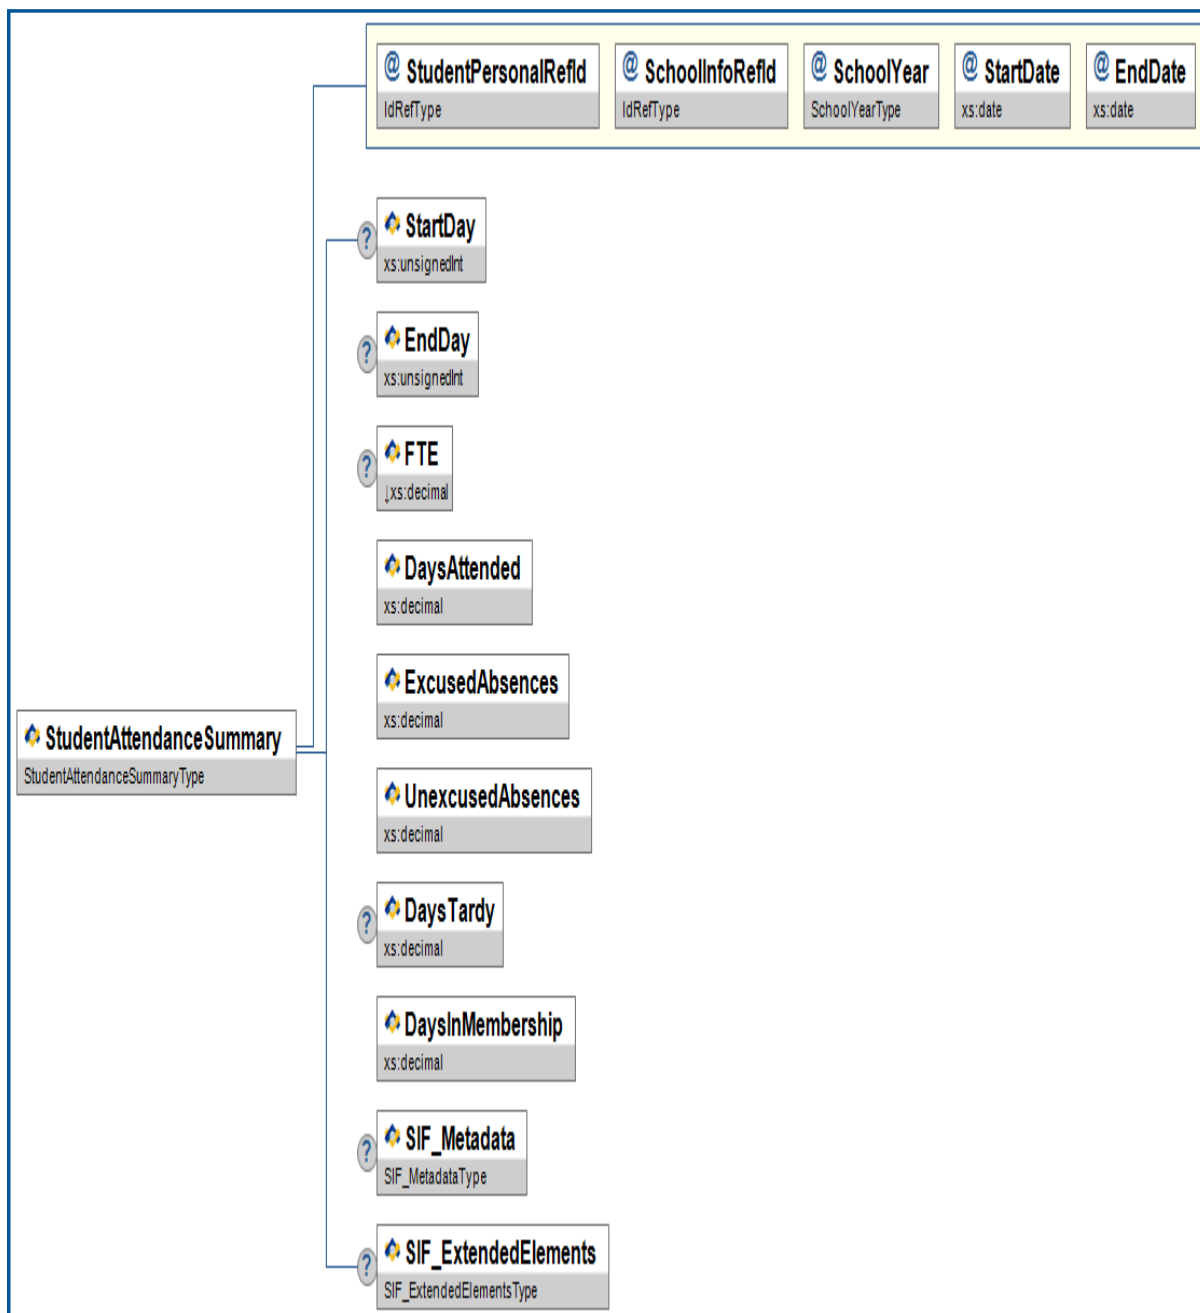 @ StudentPersonalRefId
IdRefType
@ SchoolInfoRefId
IdRefType
@ SchoolYear
SchoolYearType
@ StartDate
xs:date
@ EndDate
xs:date
? StartDay
xs:unsignedInt
? EndDay
xs:unsignedInt
? FTE
↓xs:decimal
DaysAttended
xs:decimal
ExcusedAbsences
xs:decimal
StudentAttendanceSummary
StudentAttendanceSummaryType
UnexcusedAbsences
xs:decimal
? DaysTardy
xs:decimal
DaysInMembership
xs:decimal
? SIF_Metadata
SIF_MetadataType
? SIF_ExtendedElements
SIF_ExtendedElementsType